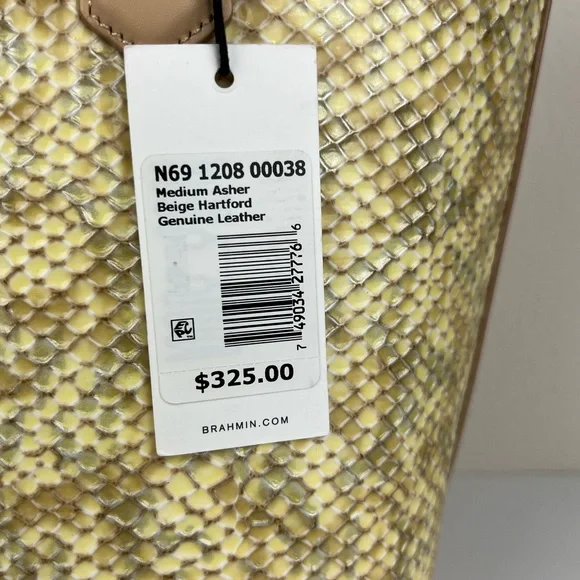 N69 1208 00038
Medium Asher
Beige Hartford
Genuine Leather
7 49034 27776 6
$325.00
BRAHMIN.COM